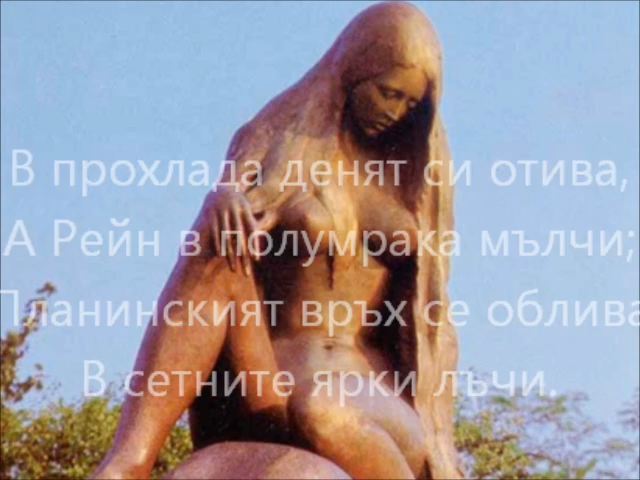 В прохлада денят си отива,
А Рейн в полумрака мълчи;
Планинският връх се облива
В сетните ярки лъчи.